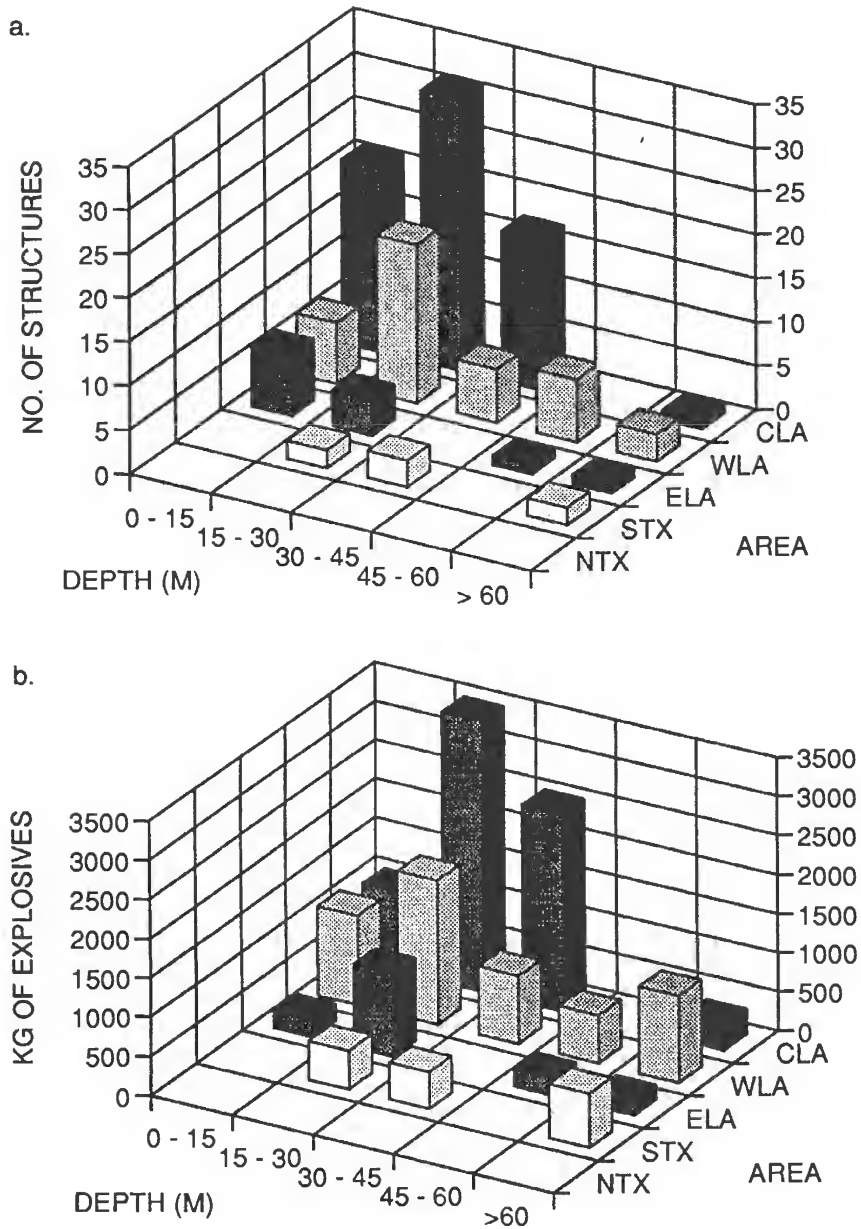 a.
NO. OF STRUCTURES
35
30
25
20
15
10
5
0
35
30
25
20
15
10
5
0
0 - 15
15 - 30
30 - 45
45 - 60
> 60
DEPTH (M)
CLA
WLA
ELA
STX
NTX
AREA
b.
KG OF EXPLOSIVES
3500
3000
2500
2000
1500
1000
500
0
3500
3000
2500
2000
1500
1000
500
0
0 - 15
15 - 30
30 - 45
45 - 60
>60
DEPTH (M)
CLA
WLA
ELA
STX
NTX
AREA